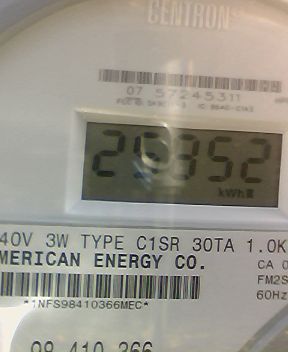 CENTRON
07 57245311
29352
kWh
40V 3W TYPE C1SR 30TA 1.0K
MERICAN ENERGY CO.
CA 0
FM2S
*1NFS98410366MEC*
60Hz
98 410 366